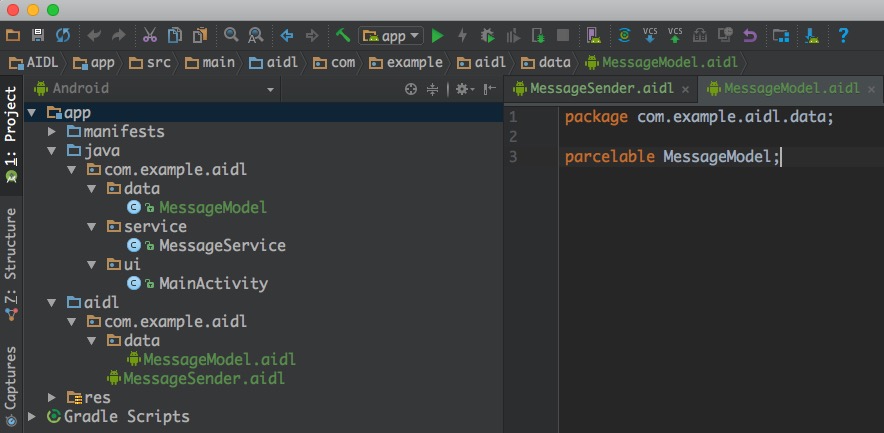 app
AIDL app src main aidl com example aidl data MessageModel.aidl
Android
MessageSender.aidl MessageModel.aidl
1: Project
Z: Structure
Captures
app
manifests
java
com.example.aidl
data
MessageModel
service
MessageService
ui
MainActivity
aidl
com.example.aidl
data
MessageModel.aidl
MessageSender.aidl
res
Gradle Scripts
1 package com.example.aidl.data;
2
3 parcelable MessageModel;
VCS VCS